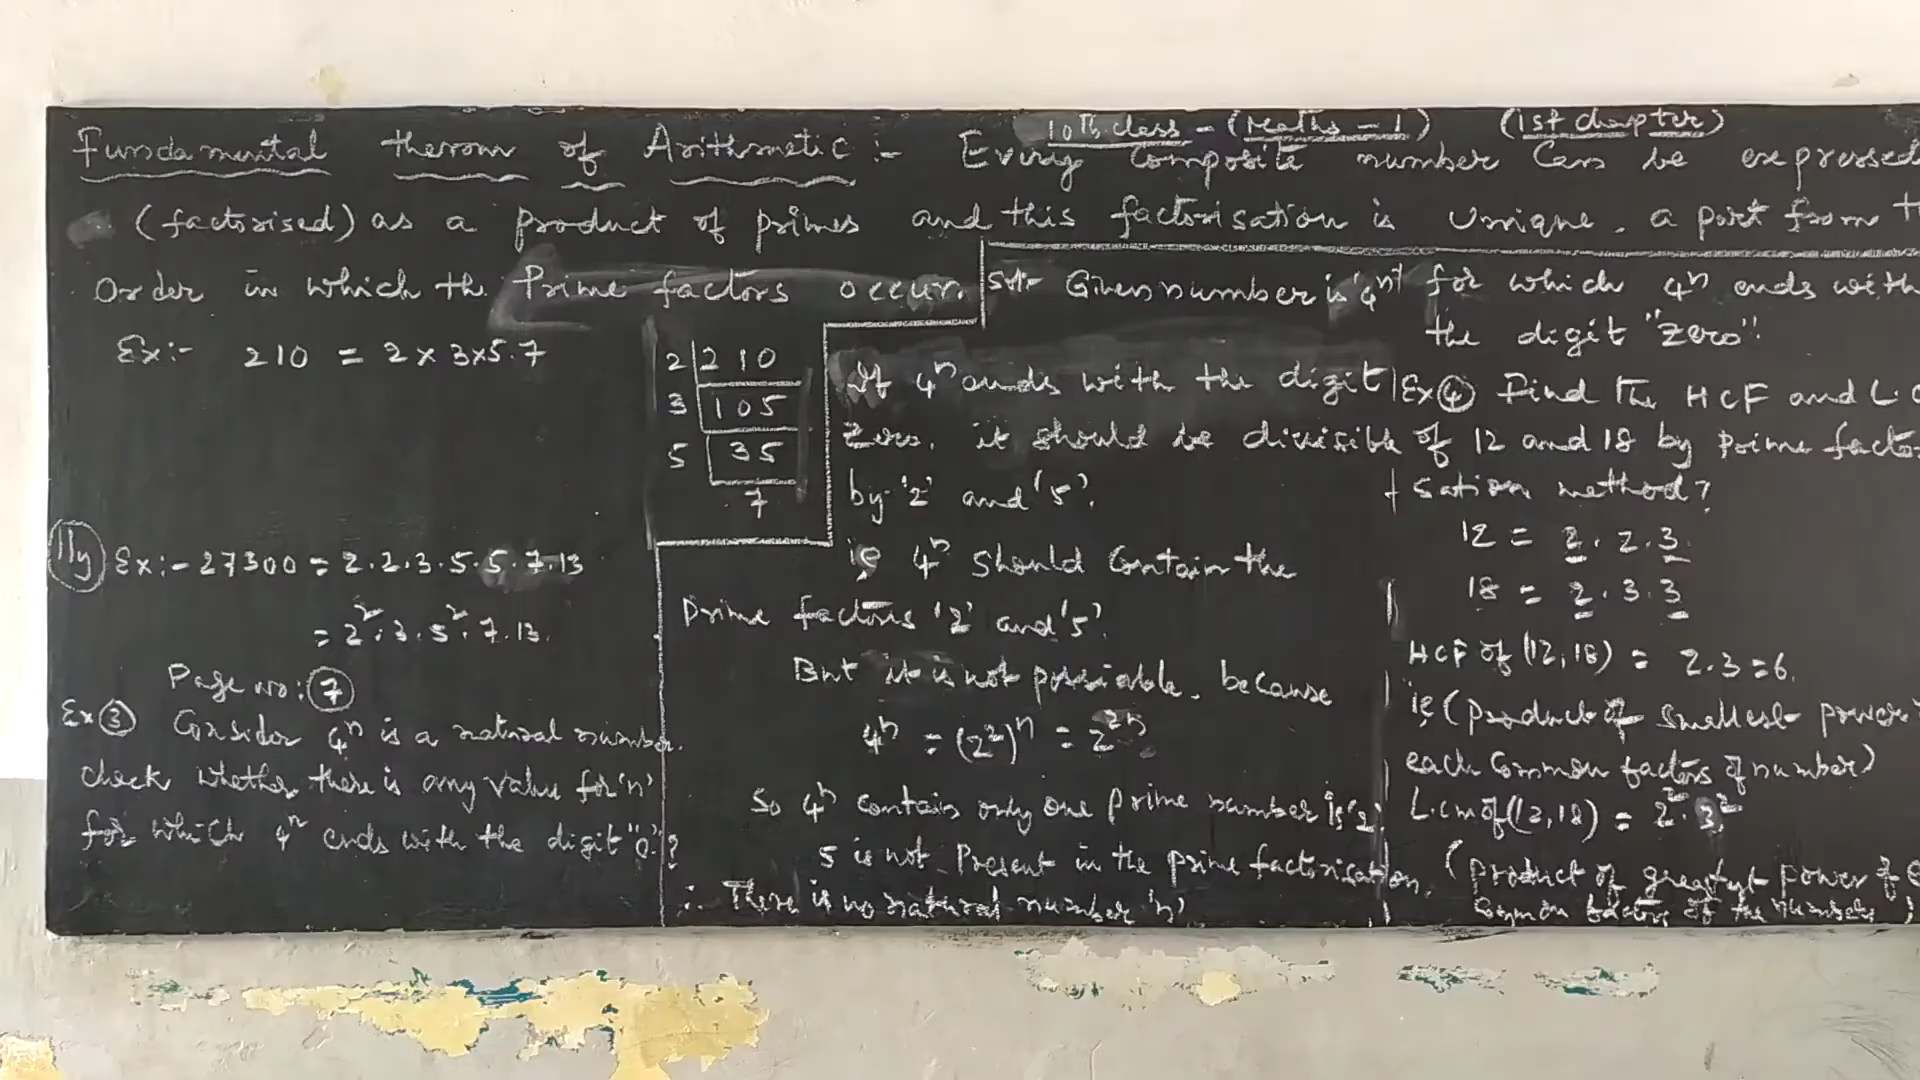 10th class - (Maths - 1) (1st chapter)
Fundamental therom of Arithmetic :- Every Composite number Can be expressed
(factorised) as a product of primes and this factorisation is Unique, a part from th
Order in which the Prime factors occur.
Ex:- 210 = 2 x 3 x 5 . 7
2 210
3 105
5 35
7
lly Ex:- 27300 = 2.2.3.5.5.7.13
= 2².3.5².7.13.
Page no: 7
Ex 3 Consider 4ⁿ is a natural number.
check whether there is any value for 'n'
for which 4ⁿ ends with the digit "0"?
Sol:- Given number is '4ⁿ' for which 4ⁿ ends with
the digit "Zero".
If 4ⁿ ends with the digit
Zero, it should be divisible
by '2' and '5'.
ie 4ⁿ should Contain the
Prime factors '2' and '5'.
But it is not possiable, because
4ⁿ = (2²)ⁿ = 2²ⁿ
So 4ⁿ contains only one prime number is '2'.
5 is not Present in the prime factorisation.
∴ There is no natural number 'n'
Ex 4 Find The HCF and L.C
of 12 and 18 by prime facto
sation method?
12 = 2.2.3.
18 = 2.3.3
HCF of (12,18) = 2.3 = 6.
ie (product of Smallest power
each Common factors of number)
L.cm of (12,18) = 2².3²
(product of greatest power of
Common factors of the numbers)